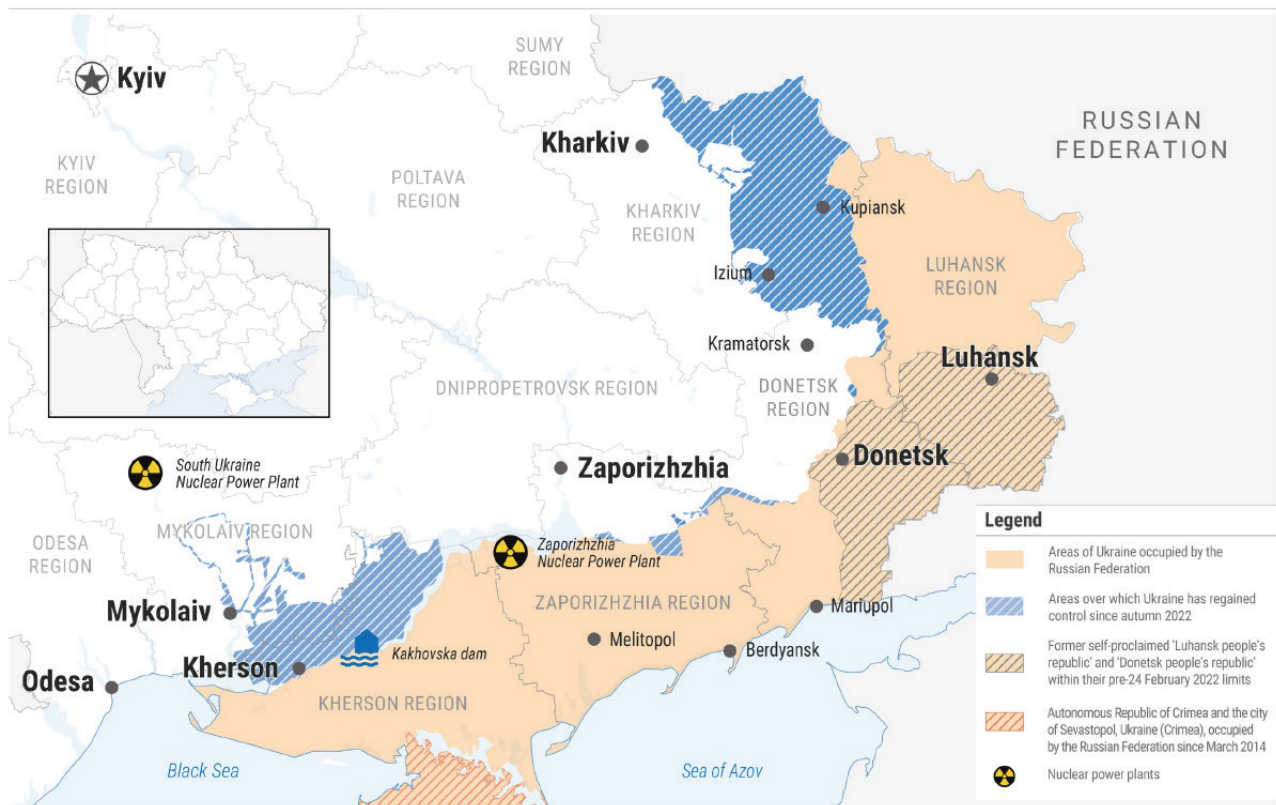 SUMY
REGION
Kyiv
RUSSIAN
FEDERATION
Kharkiv
KYIV
REGION
POLTAVA
REGION
KHARKIV
REGION
Kupiansk
LUHANSK
REGION
Izium
Kramatorsk
Luhansk
DNIPROPETROVSK REGION
DONETSK
REGION
Donetsk
South Ukraine
Nuclear Power Plant
Zaporizhzhia
MYKOLAIV REGION
ODESA
REGION
Zaporizhzhia
Nuclear Power Plant
ZAPORIZHZHIA REGION
Mykolaiv
Mariupol
Melitopol
Berdyansk
Kakhovska dam
Kherson
Odesa
KHERSON REGION
Black Sea
Sea of Azov
Legend
Areas of Ukraine occupied by the
Russian Federation
Areas over which Ukraine has regained
control since autumn 2022
Former self-proclaimed 'Luhansk people's
republic' and 'Donetsk people's republic'
within their pre-24 February 2022 limits
Autonomous Republic of Crimea and the city
of Sevastopol, Ukraine (Crimea), occupied
by the Russian Federation since March 2014
Nuclear power plants